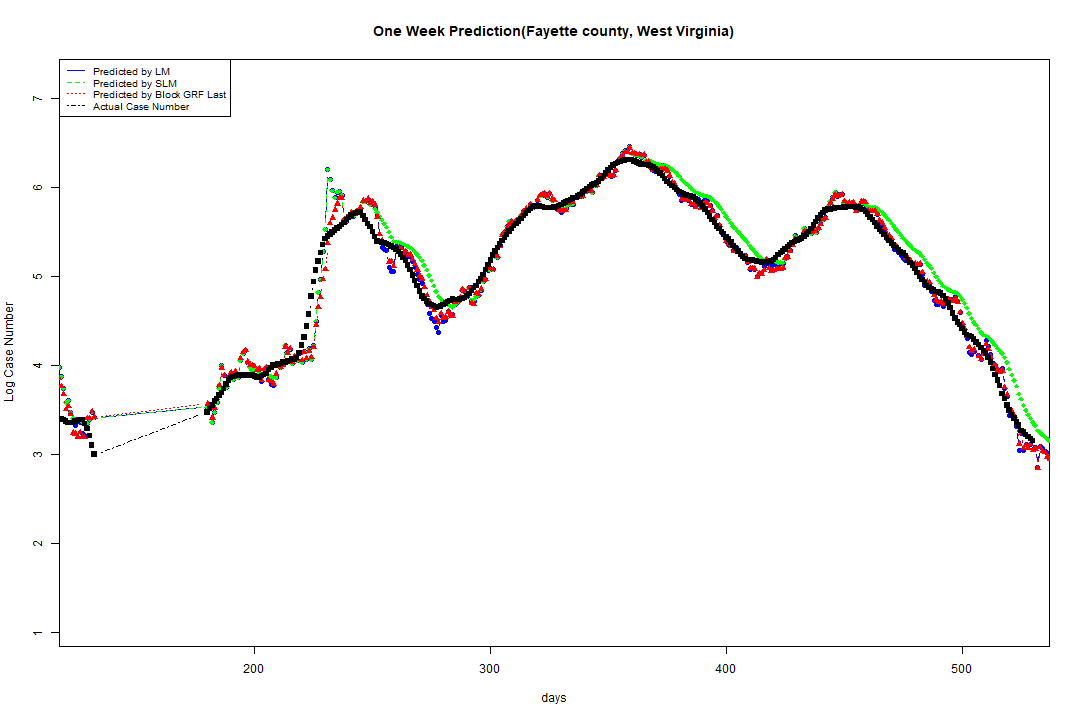 One Week Prediction(Fayette county, West Virginia)
Predicted by LM
Predicted by SLM
Predicted by Block GRF Last
Actual Case Number
7
6
5
4
3
2
1
Log Case Number
200 300 400 500
days